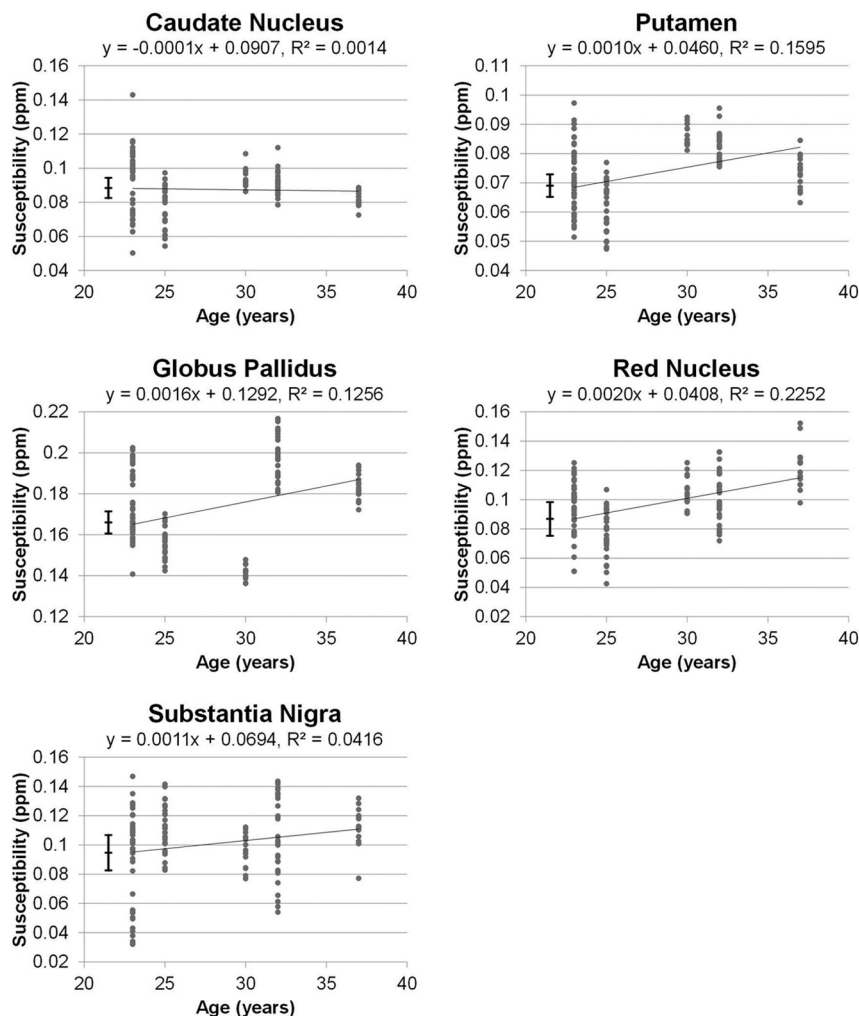 Caudate Nucleus
y = -0.0001x + 0.0907, R² = 0.0014
Susceptibility (ppm)
0.16
0.14
0.12
0.1
0.08
0.06
0.04
20 25 30 35 40
Age (years)
Putamen
y = 0.0010x + 0.0460, R² = 0.1595
Susceptibility (ppm)
0.11
0.1
0.09
0.08
0.07
0.06
0.05
0.04
20 25 30 35 40
Age (years)
Globus Pallidus
y = 0.0016x + 0.1292, R² = 0.1256
Susceptibility (ppm)
0.22
0.2
0.18
0.16
0.14
0.12
20 25 30 35 40
Age (years)
Red Nucleus
y = 0.0020x + 0.0408, R² = 0.2252
Susceptibility (ppm)
0.16
0.14
0.12
0.1
0.08
0.06
0.04
0.02
20 25 30 35 40
Age (years)
Substantia Nigra
y = 0.0011x + 0.0694, R² = 0.0416
Susceptibility (ppm)
0.16
0.14
0.12
0.1
0.08
0.06
0.04
0.02
20 25 30 35 40
Age (years)